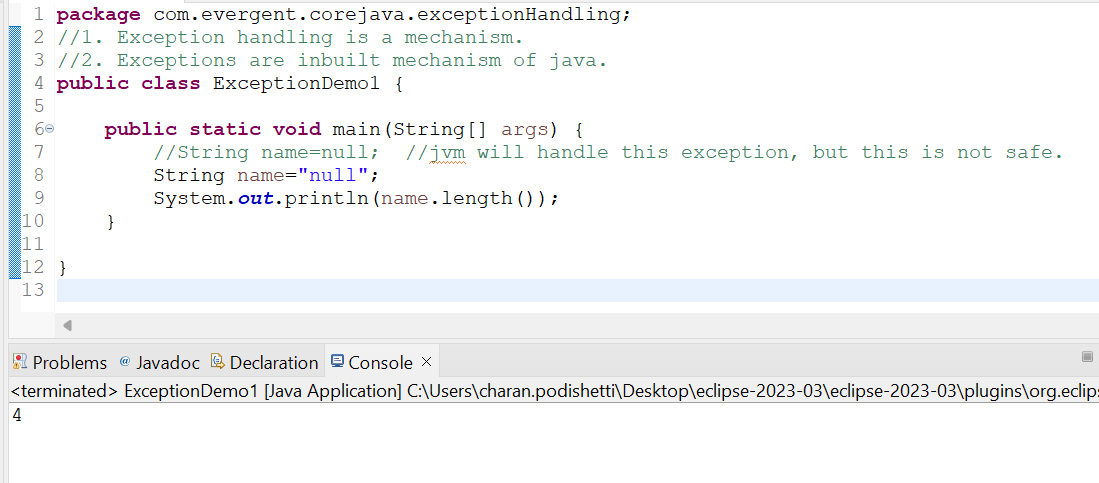 1 package com.evergent.corejava.exceptionHandling;
2 //1. Exception handling is a mechanism.
3 //2. Exceptions are inbuilt mechanism of java.
4 public class ExceptionDemo1 {
5
6 public static void main(String[] args) {
7 //String name=null;  //jvm will handle this exception, but this is not safe.
8 String name="null";
9 System.out.println(name.length());
10 }
11
12 }
13
Problems @ Javadoc Declaration Console
<terminated> ExceptionDemo1 [Java Application] C:\Users\charan.podishetti\Desktop\eclipse-2023-03\eclipse-2023-03\plugins\org.eclips
4